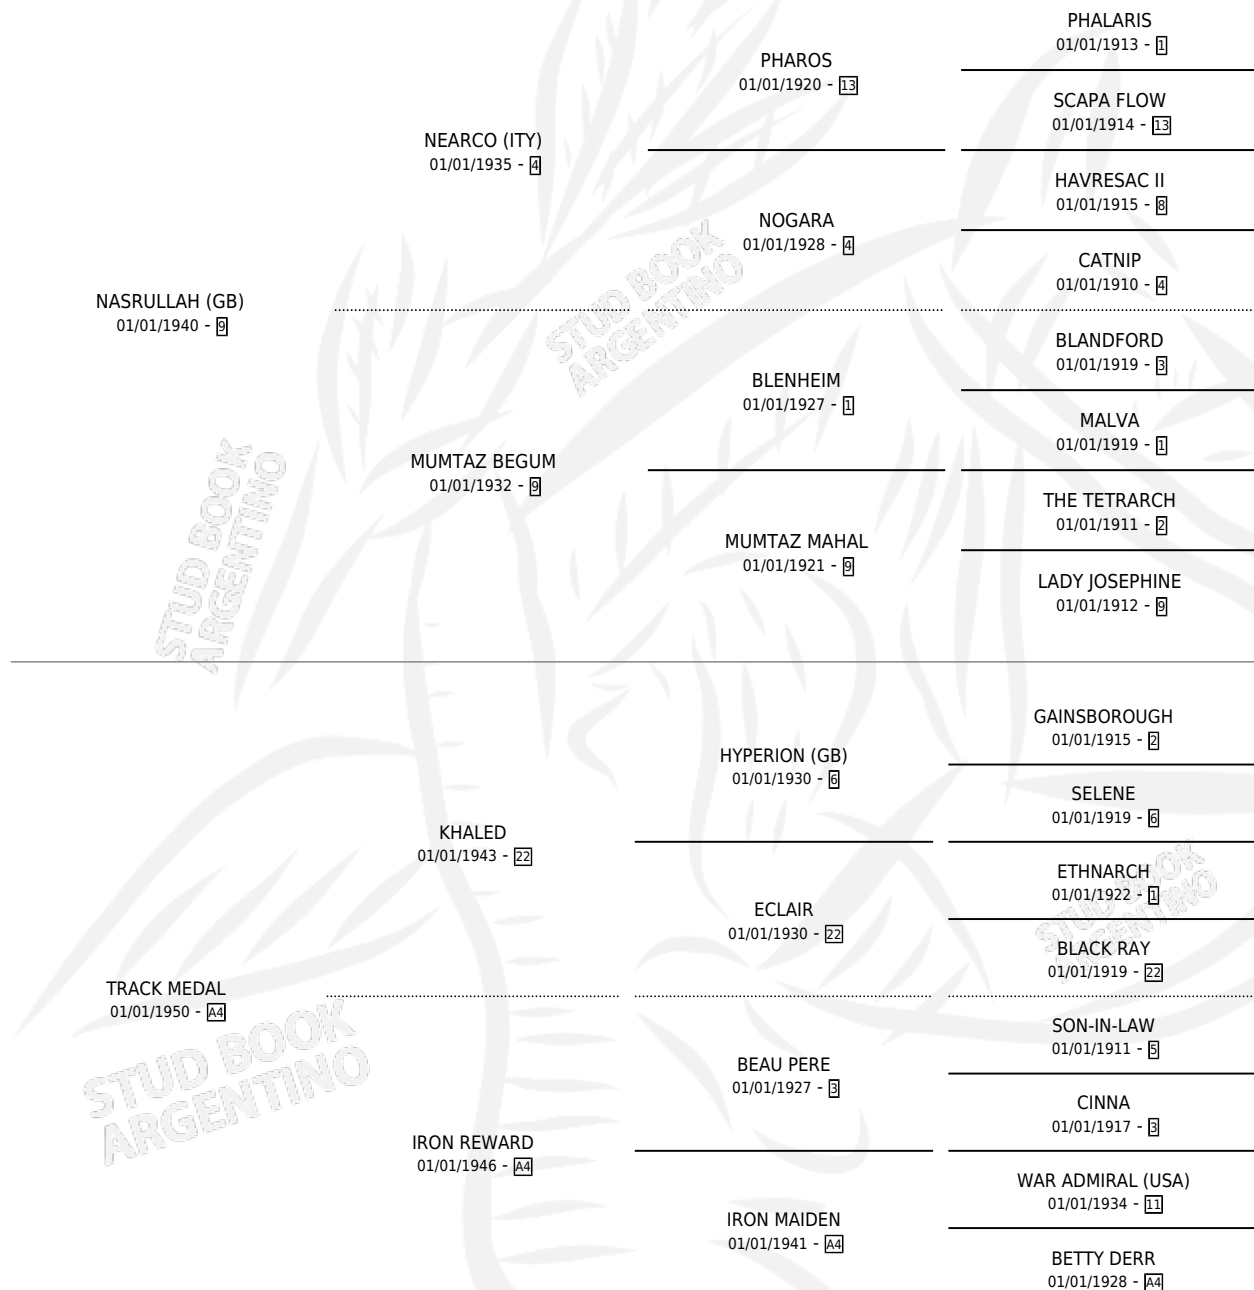 PHALARIS
01/01/1913 - 1
PHAROS
01/01/1920 - 13
SCAPA FLOW
01/01/1914 - 13
NEARCO (ITY)
01/01/1935 - 4
HAVRESAC II
01/01/1915 - 8
NOGARA
01/01/1928 - 4
CATNIP
01/01/1910 - 4
NASRULLAH (GB)
01/01/1940 - 9
STUD BOOK
ARGENTINO
BLANDFORD
01/01/1919 - 3
BLENHEIM
01/01/1927 - 1
MALVA
01/01/1919 - 1
MUMTAZ BEGUM
01/01/1932 - 9
THE TETRARCH
01/01/1911 - 2
MUMTAZ MAHAL
01/01/1921 - 9
LADY JOSEPHINE
01/01/1912 - 9
STUD BOOK
ARGENTINO
GAINSBOROUGH
01/01/1915 - 2
HYPERION (GB)
01/01/1930 - 6
SELENE
01/01/1919 - 6
KHALED
01/01/1943 - 22
ETHNARCH
01/01/1922 - 1
ECLAIR
01/01/1930 - 22
STUD BOOK
ARGENTINO
BLACK RAY
01/01/1919 - 22
TRACK MEDAL
01/01/1950 - A4
SON-IN-LAW
01/01/1911 - 5
BEAU PERE
01/01/1927 - 3
STUD BOOK
ARGENTINO
CINNA
01/01/1917 - 3
IRON REWARD
01/01/1946 - A4
WAR ADMIRAL (USA)
01/01/1934 - 11
IRON MAIDEN
01/01/1941 - A4
BETTY DERR
01/01/1928 - A4